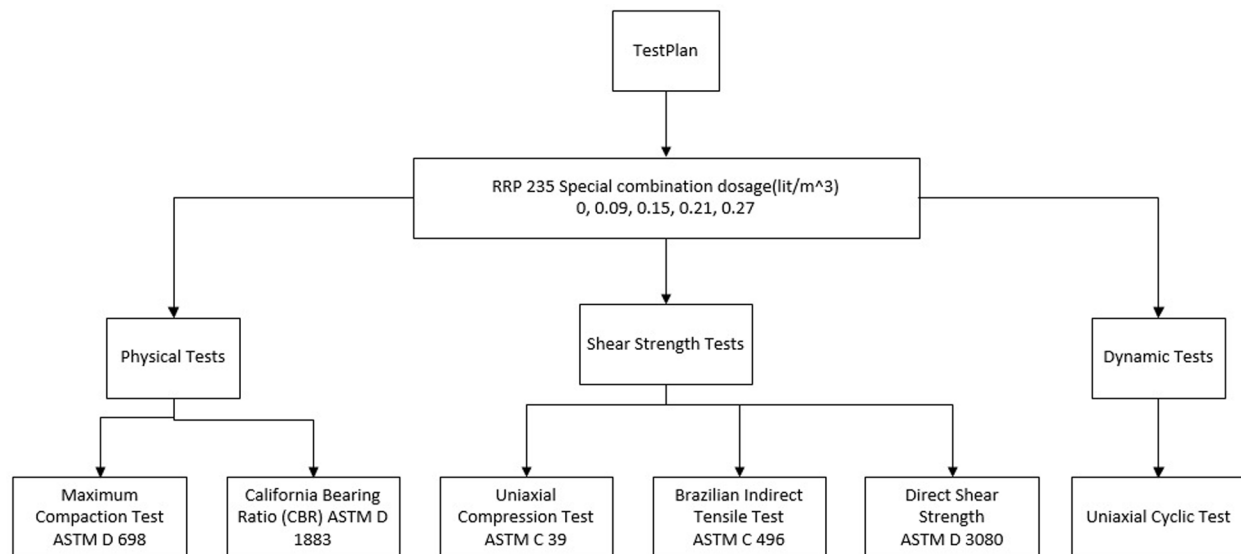 TestPlan
RRP 235 Special combination dosage(lit/m^3)
0, 0.09, 0.15, 0.21, 0.27
Physical Tests
Shear Strength Tests
Dynamic Tests
Maximum
Compaction Test
ASTM D 698
California Bearing
Ratio (CBR) ASTM D
1883
Uniaxial
Compression Test
ASTM C 39
Brazilian Indirect
Tensile Test
ASTM C 496
Direct Shear
Strength
ASTM D 3080
Uniaxial Cyclic Test